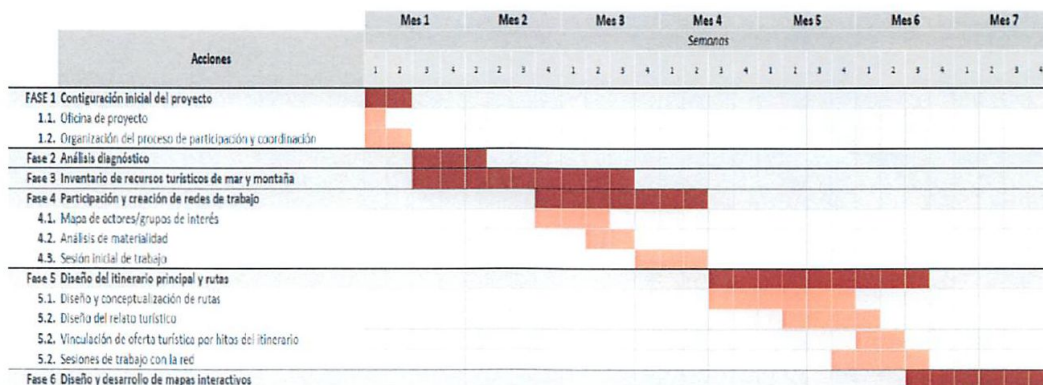 Mes 1 Mes 2 Mes 3 Mes 4 Mes 5 Mes 6 Mes 7
Semanas
Acciones
1 2 3 4 1 2 3 4 1 2 3 4 1 2 3 4 1 2 3 4 1 2 3 4 1 2 3 4
FASE 1 Configuración inicial del proyecto
1.1. Oficina de proyecto
1.2. Organización del proceso de participación y coordinación
Fase 2 Análisis diagnóstico
Fase 3 Inventario de recursos turísticos de mar y montaña
Fase 4 Participación y creación de redes de trabajo
4.1. Mapa de actores/grupos de interés
4.2. Análisis de materialidad
4.3. Sesión inicial de trabajo
Fase 5 Diseño del itinerario principal y rutas
5.1. Diseño y conceptualización de rutas
5.2. Diseño del relato turístico
5.2. Vinculación de oferta turística por hitos del itinerario
5.2. Sesiones de trabajo con la red
Fase 6 Diseño y desarrollo de mapas interactivos